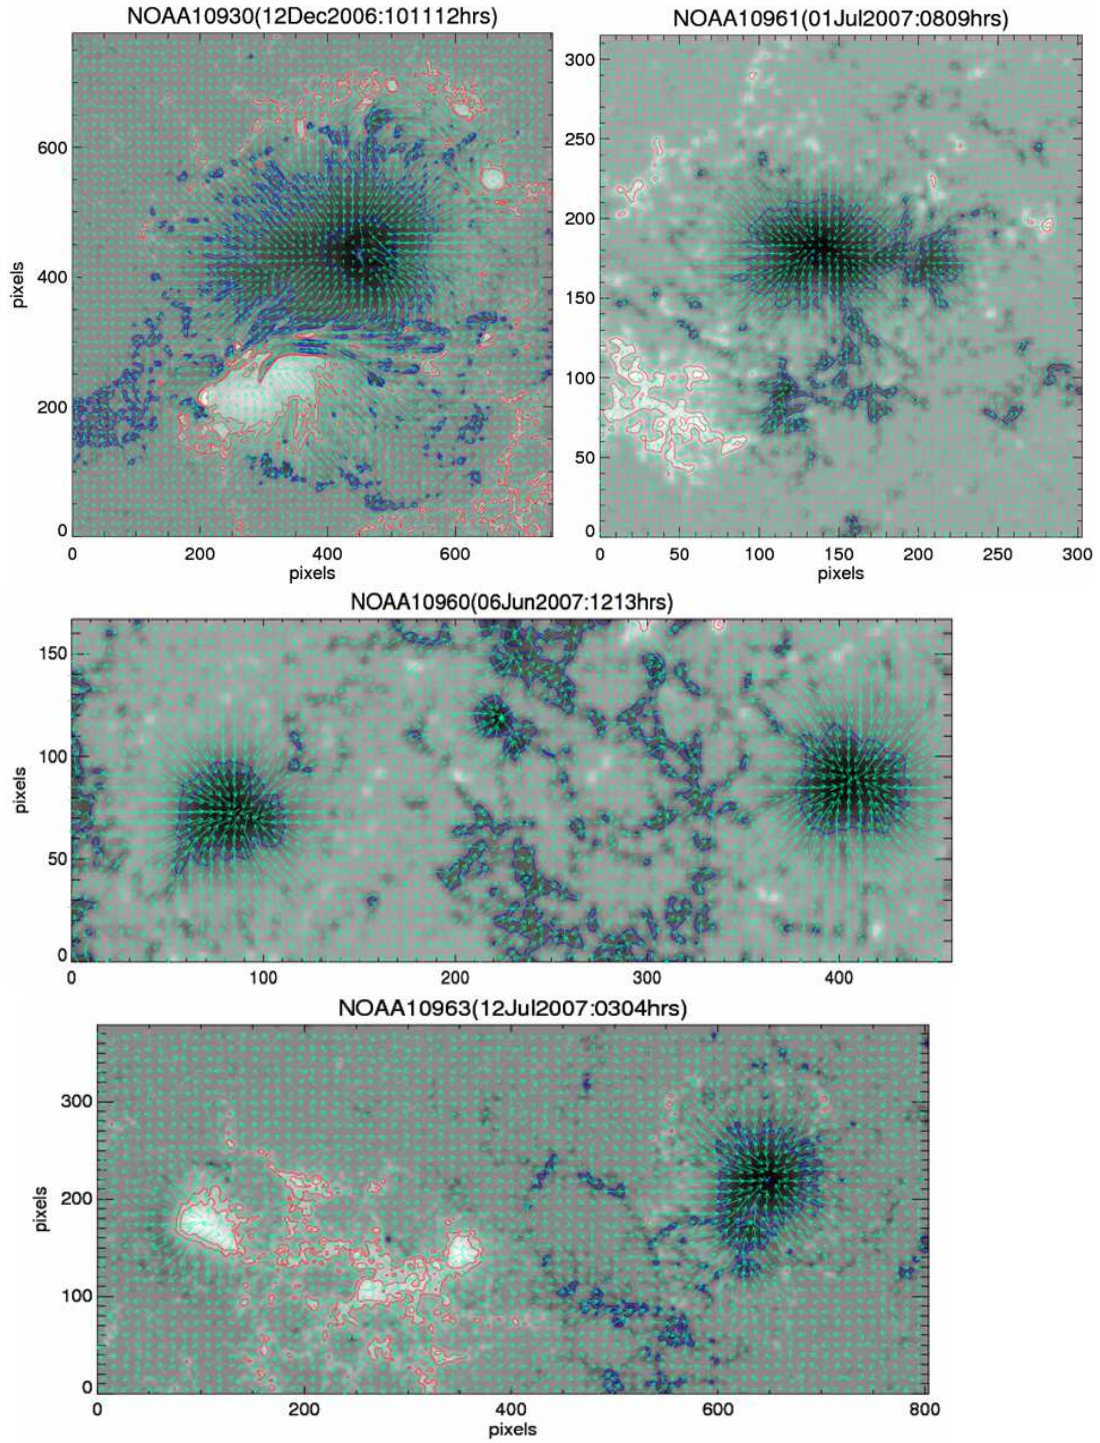 NOAA10930(12Dec2006:101112hrs)
600
400
200
0
pixels
0 200 400 600
pixels
NOAA10961(01Jul2007:0809hrs)
300
250
200
150
100
50
0
0 50 100 150 200 250 300
pixels
NOAA10960(06Jun2007:1213hrs)
150
100
50
0
pixels
0 100 200 300 400
NOAA10963(12Jul2007:0304hrs)
300
200
100
0
pixels
0 200 400 600 800
pixels